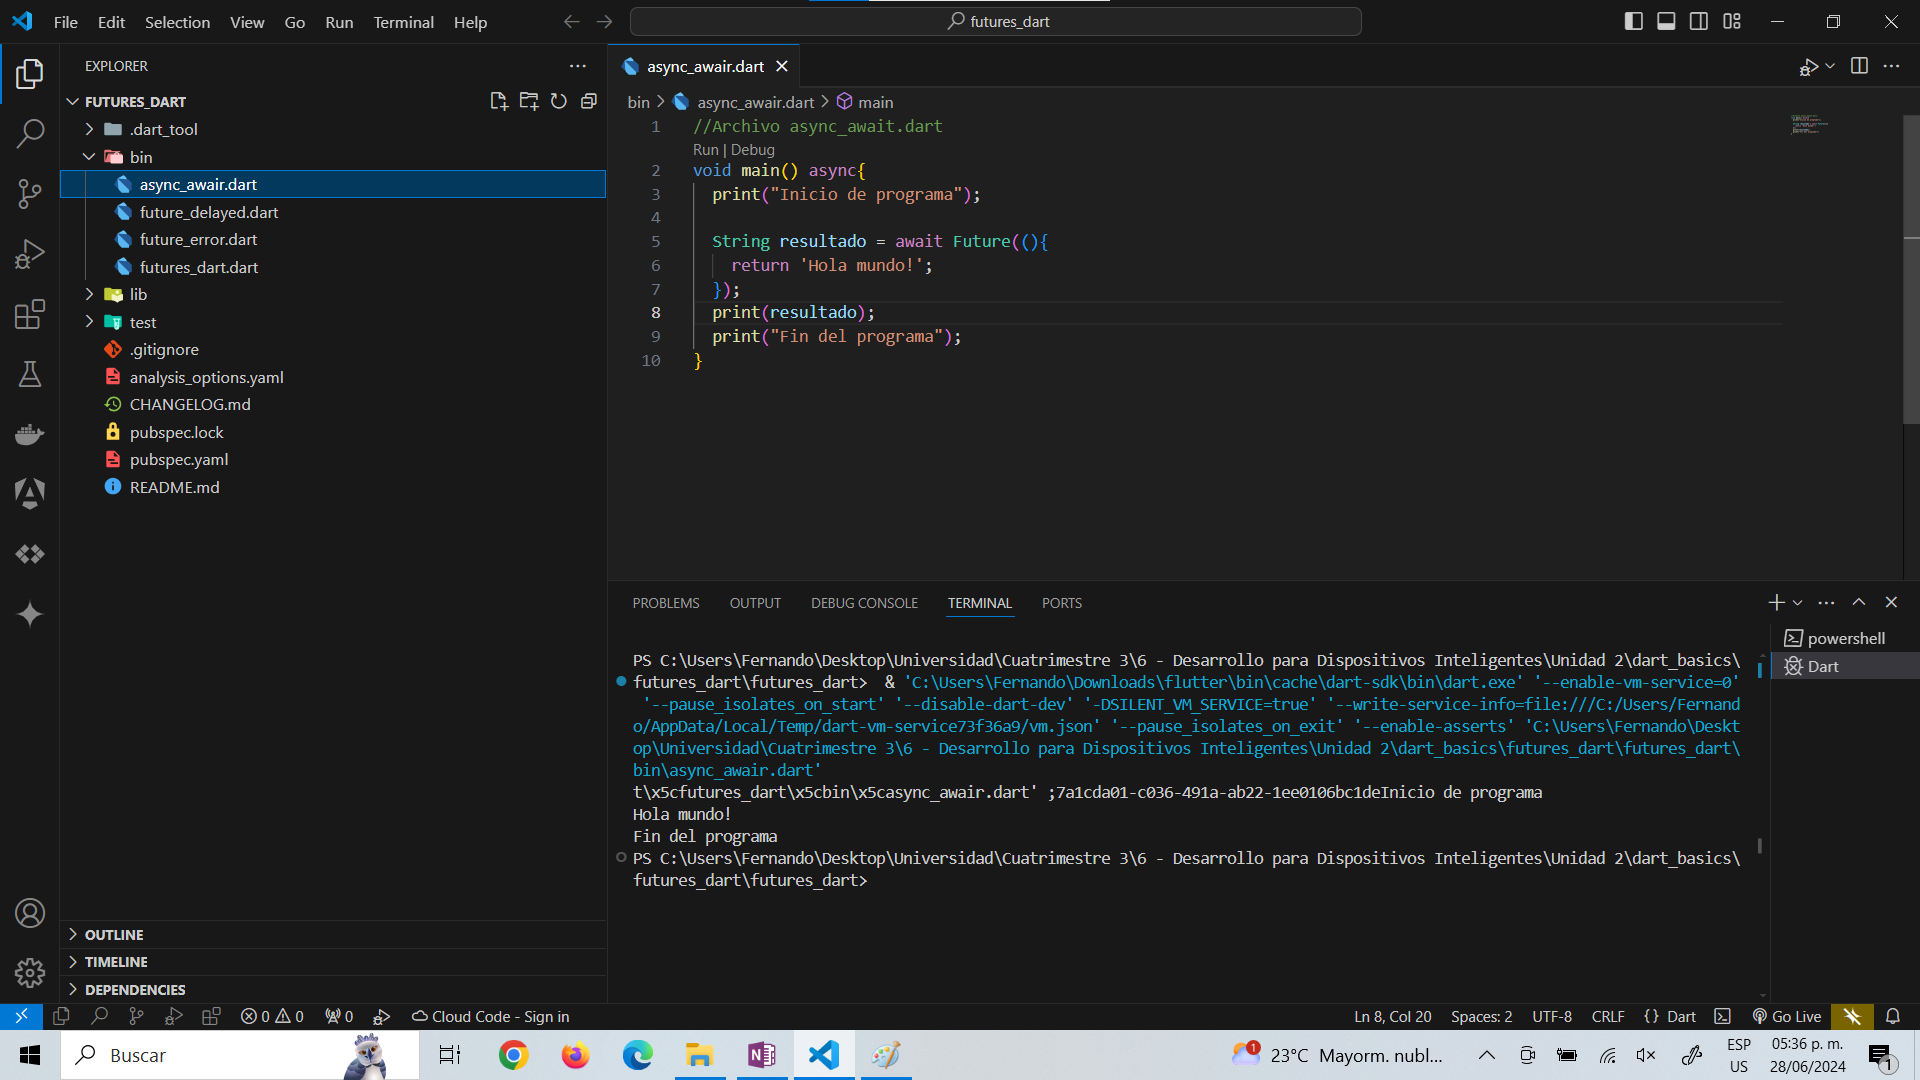 File Edit Selection View Go Run Terminal Help
futures_dart
EXPLORER
FUTURES_DART
.dart_tool
bin
async_awair.dart
future_delayed.dart
future_error.dart
futures_dart.dart
lib
test
.gitignore
analysis_options.yaml
CHANGELOG.md
pubspec.lock
pubspec.yaml
README.md
OUTLINE
TIMELINE
DEPENDENCIES
async_awair.dart
bin > async_awair.dart > main
1 //Archivo async_await.dart
Run | Debug
2 void main() async{
3 print("Inicio de programa");
4
5 String resultado = await Future((){
6 return 'Hola mundo!';
7 });
8 print(resultado);
9 print("Fin del programa");
10 }
PROBLEMS OUTPUT DEBUG CONSOLE TERMINAL PORTS
powershell
Dart
PS C:\Users\Fernando\Desktop\Universidad\Cuatrimestre 3\6 - Desarrollo para Dispositivos Inteligentes\Unidad 2\dart_basics\
futures_dart\futures_dart>  & 'C:\Users\Fernando\Downloads\flutter\bin\cache\dart-sdk\bin\dart.exe' '--enable-vm-service=0'
'--pause_isolates_on_start' '--disable-dart-dev' '-DSILENT_VM_SERVICE=true' '--write-service-info=file:///C:/Users/Fernand
o/AppData/Local/Temp/dart-vm-service73f36a9/vm.json' '--pause_isolates_on_exit' '--enable-asserts' 'C:\Users\Fernando\Deskt
op\Universidad\Cuatrimestre 3\6 - Desarrollo para Dispositivos Inteligentes\Unidad 2\dart_basics\futures_dart\futures_dart\
bin\async_awair.dart'
t\x5cfutures_dart\x5cbin\x5casync_awair.dart' ;7a1cda01-c036-491a-ab22-1ee0106bc1deInicio de programa
Hola mundo!
Fin del programa
PS C:\Users\Fernando\Desktop\Universidad\Cuatrimestre 3\6 - Desarrollo para Dispositivos Inteligentes\Unidad 2\dart_basics\
futures_dart\futures_dart>
0 0 0 Cloud Code - Sign in Ln 8, Col 20 Spaces: 2 UTF-8 CRLF {} Dart Go Live
Buscar
1 23°C Mayorm. nubl...
ESP
US
05:36 p. m.
28/06/2024
1